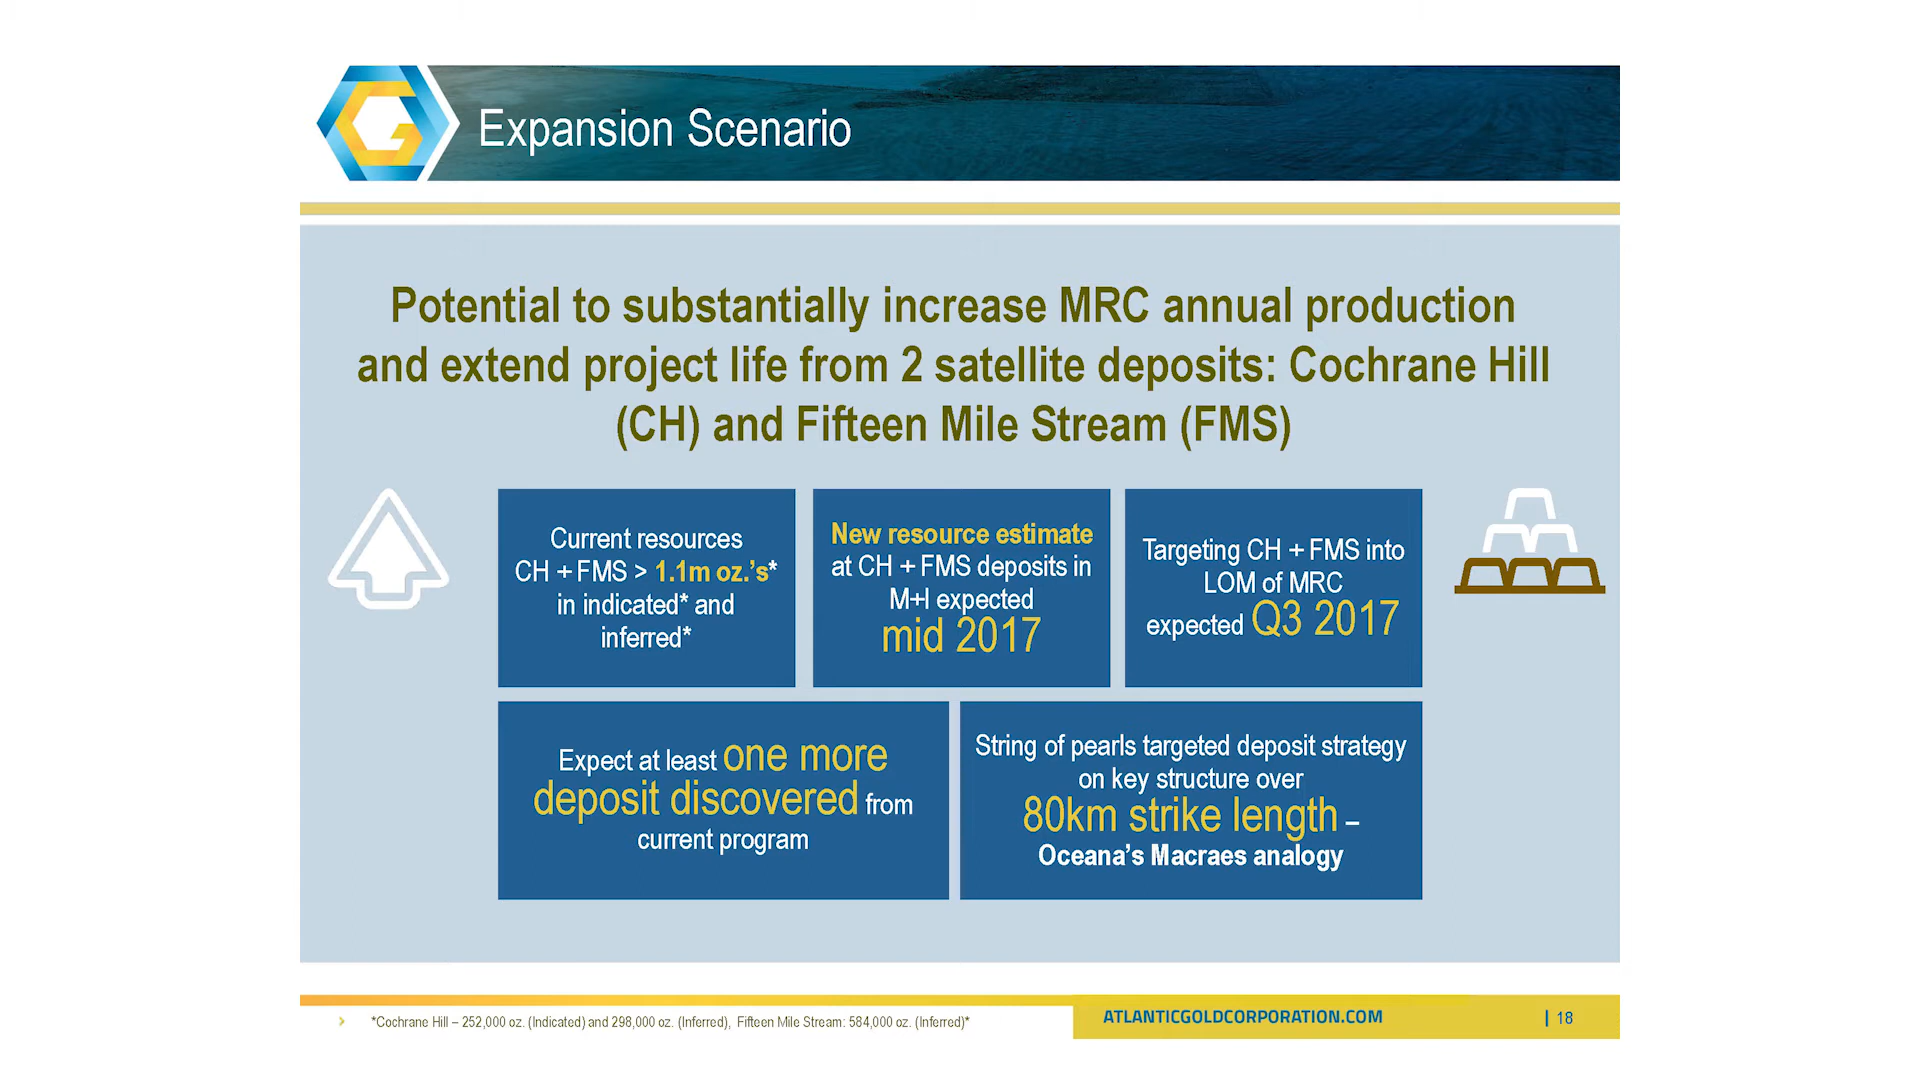 Expansion Scenario
Potential to substantially increase MRC annual production
and extend project life from 2 satellite deposits: Cochrane Hill
(CH) and Fifteen Mile Stream (FMS)
Current resources
CH + FMS > 1.1m oz.’s*
in indicated* and
inferred*
New resource estimate
at CH + FMS deposits in
M+I expected
mid 2017
Targeting CH + FMS into
LOM of MRC
expected Q3 2017
Expect at least one more
deposit discovered from
current program
String of pearls targeted deposit strategy
on key structure over
80km strike length –
Oceana’s Macraes analogy
*Cochrane Hill – 252,000 oz. (Indicated) and 298,000 oz. (Inferred), Fifteen Mile Stream: 584,000 oz. (Inferred)*
ATLANTICGOLDCORPORATION.COM
| 18